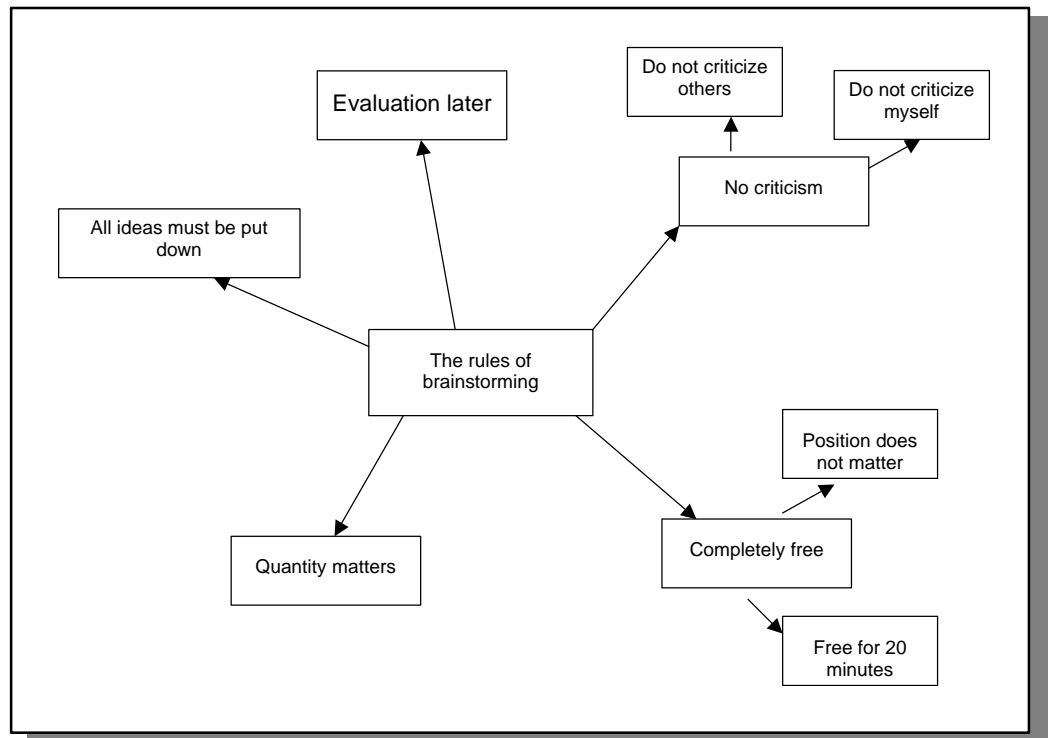 Do not criticize
others
Do not criticize
myself
Evaluation later
No criticism
All ideas must be put
down
The rules of
brainstorming
Position does
not matter
Completely free
Quantity matters
Free for 20
minutes